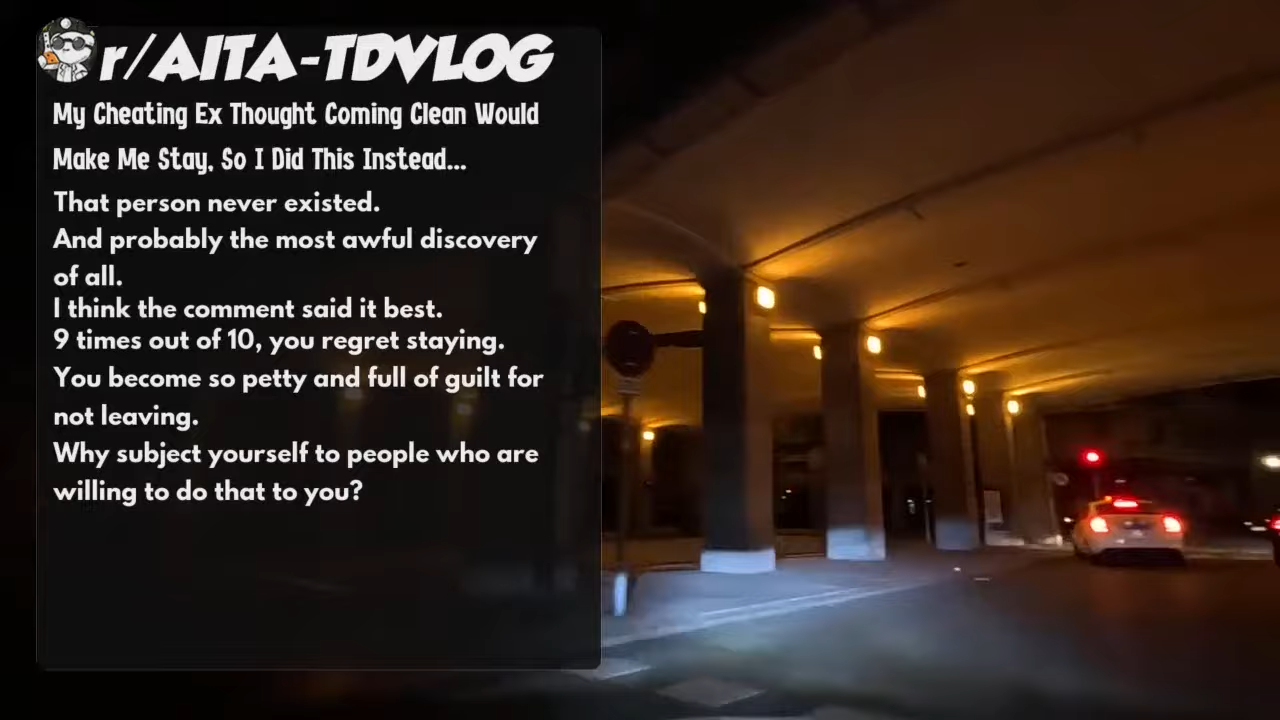 r/AITA-TDVLOG
My Cheating Ex Thought Coming Clean Would
Make Me Stay, So I Did This Instead...
That person never existed.
And probably the most awful discovery
of all.
I think the comment said it best.
9 times out of 10, you regret staying.
You become so petty and full of guilt for
not leaving.
Why subject yourself to people who are
willing to do that to you?